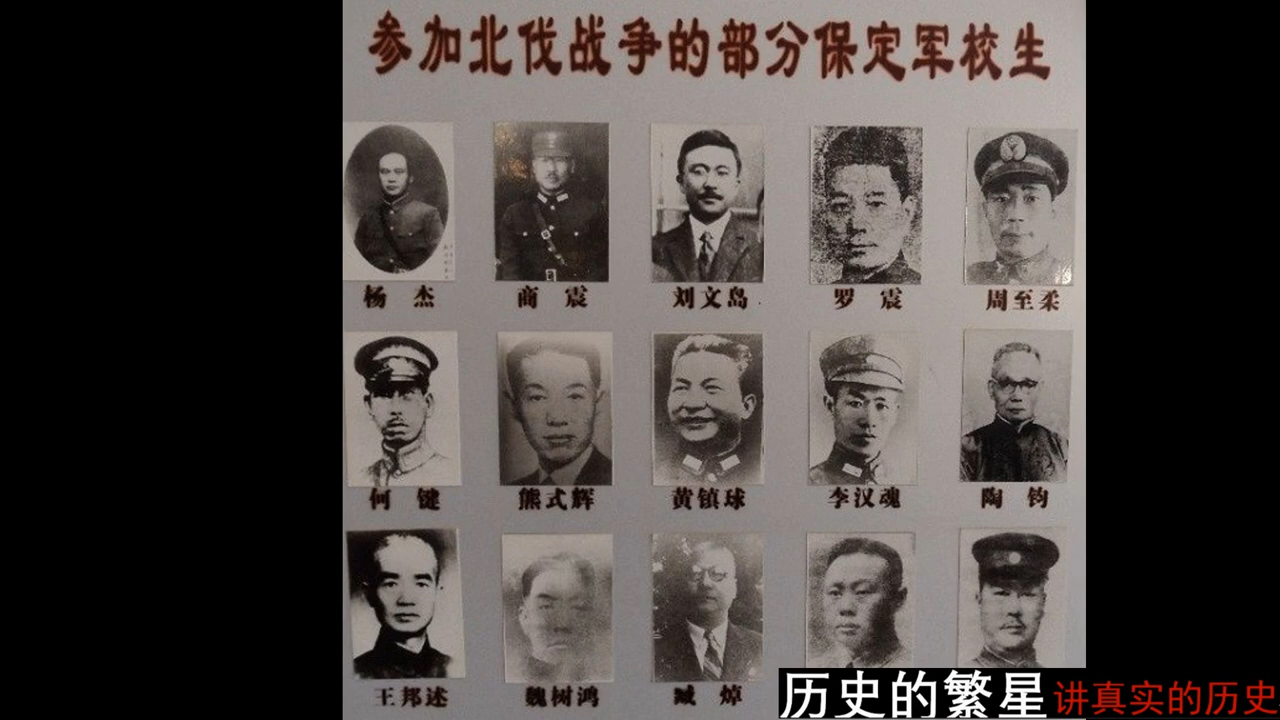 参加北伐战争的部分保定军校生
杨 杰 商 震 刘文岛 罗 震 周至柔
何 键 熊式辉 黄镇球 李汉魂 陶 钧
王邦述 魏树鸿 臧 焯
历史的繁星 讲真实的历史